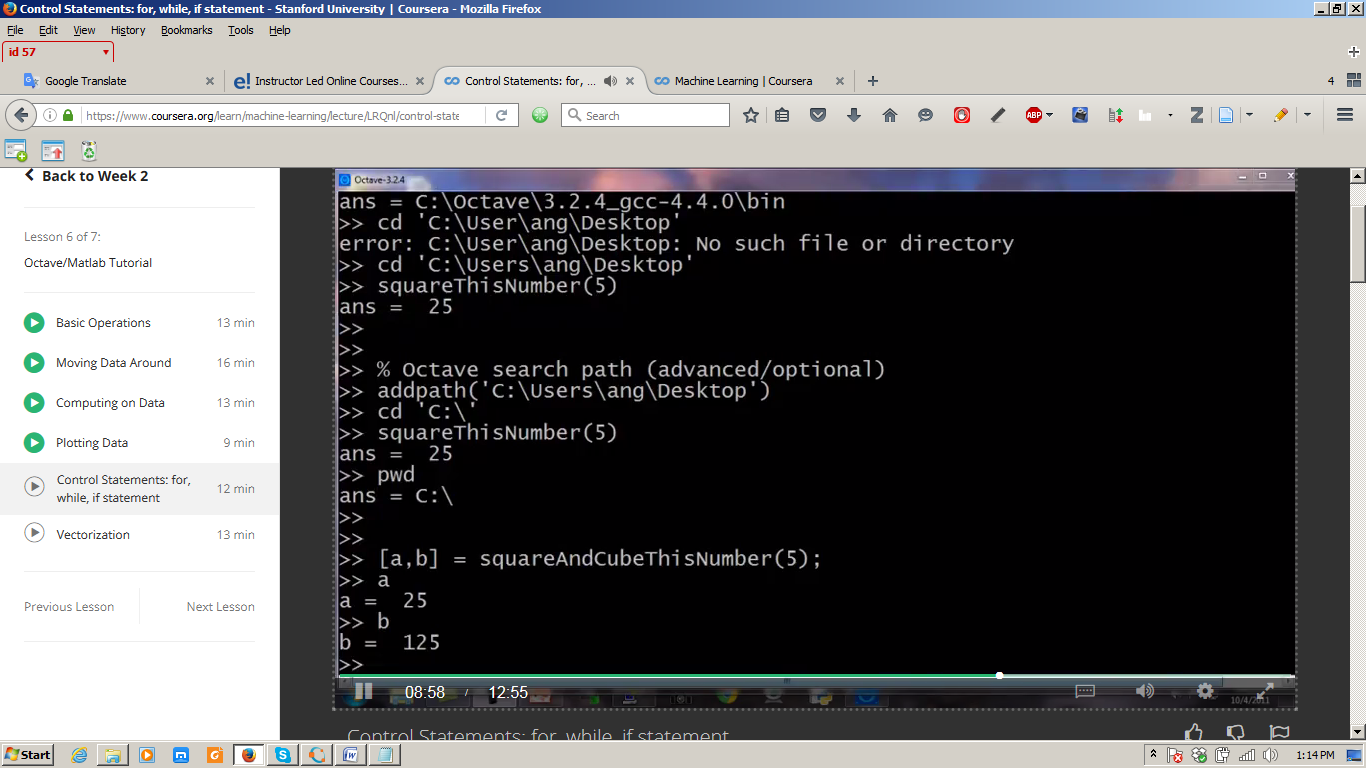 Control Statements: for, while, if statement - Stanford University | Coursera - Mozilla Firefox
File Edit View History Bookmarks Tools Help
id 57
Google Translate
e! Instructor Led Online Courses...
Control Statements: for, ...
Machine Learning | Coursera
4
https://www.coursera.org/learn/machine-learning/lecture/LRQnl/control-state
Search
ABP
Back to Week 2
Lesson 6 of 7:
Octave/Matlab Tutorial
Basic Operations 13 min
Moving Data Around 16 min
Computing on Data 13 min
Plotting Data 9 min
Control Statements: for, while, if statement 12 min
Vectorization 13 min
Previous Lesson Next Lesson
Octave-3.2.4
ans = C:\Octave\3.2.4_gcc-4.4.0\bin
>> cd 'C:\User\ang\Desktop'
error: C:\User\ang\Desktop: No such file or directory
>> cd 'C:\Users\ang\Desktop'
>> squareThisNumber(5)
ans =  25
>>
>>
>> % Octave search path (advanced/optional)
>> addpath('C:\Users\ang\Desktop')
>> cd 'C:\'
>> squareThisNumber(5)
ans =  25
>> pwd
ans = C:\
>>
>>
>> [a,b] = squareAndCubeThisNumber(5);
>> a
a =  25
>> b
b =  125
>>
08:58 / 12:55
10/4/2011
Control Statements: for, while, if statement
Start
1:14 PM